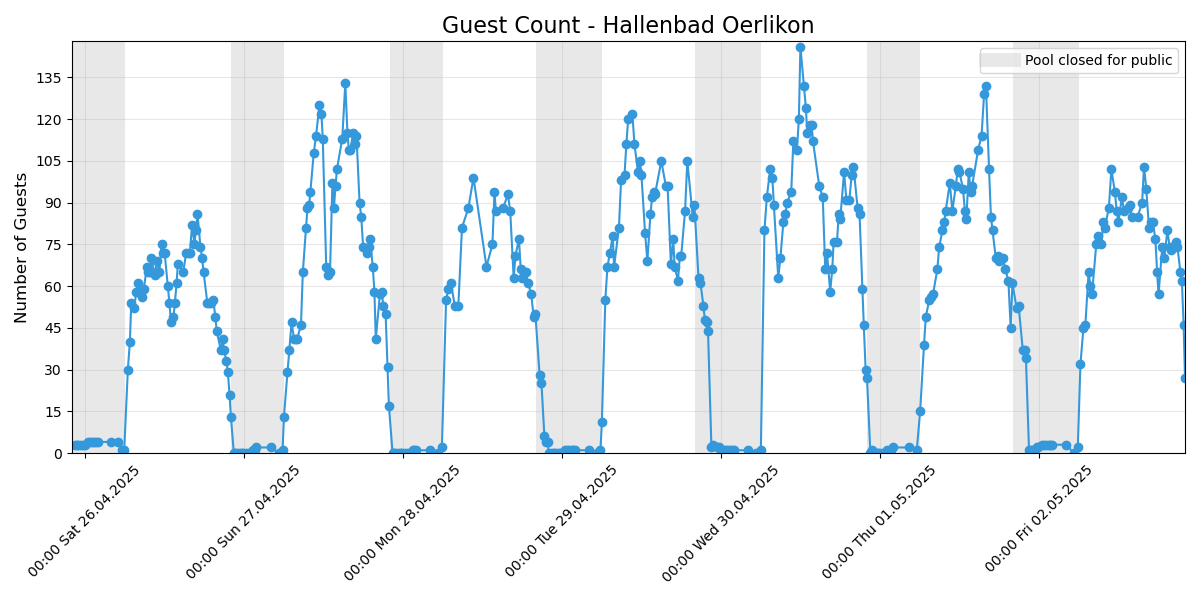 Guest Count - Hallenbad Oerlikon
Pool closed for public
Number of Guests
135
120
105
90
75
60
45
30
15
0
00:00 Sat 26.04.2025
00:00 Sun 27.04.2025
00:00 Mon 28.04.2025
00:00 Tue 29.04.2025
00:00 Wed 30.04.2025
00:00 Thu 01.05.2025
00:00 Fri 02.05.2025